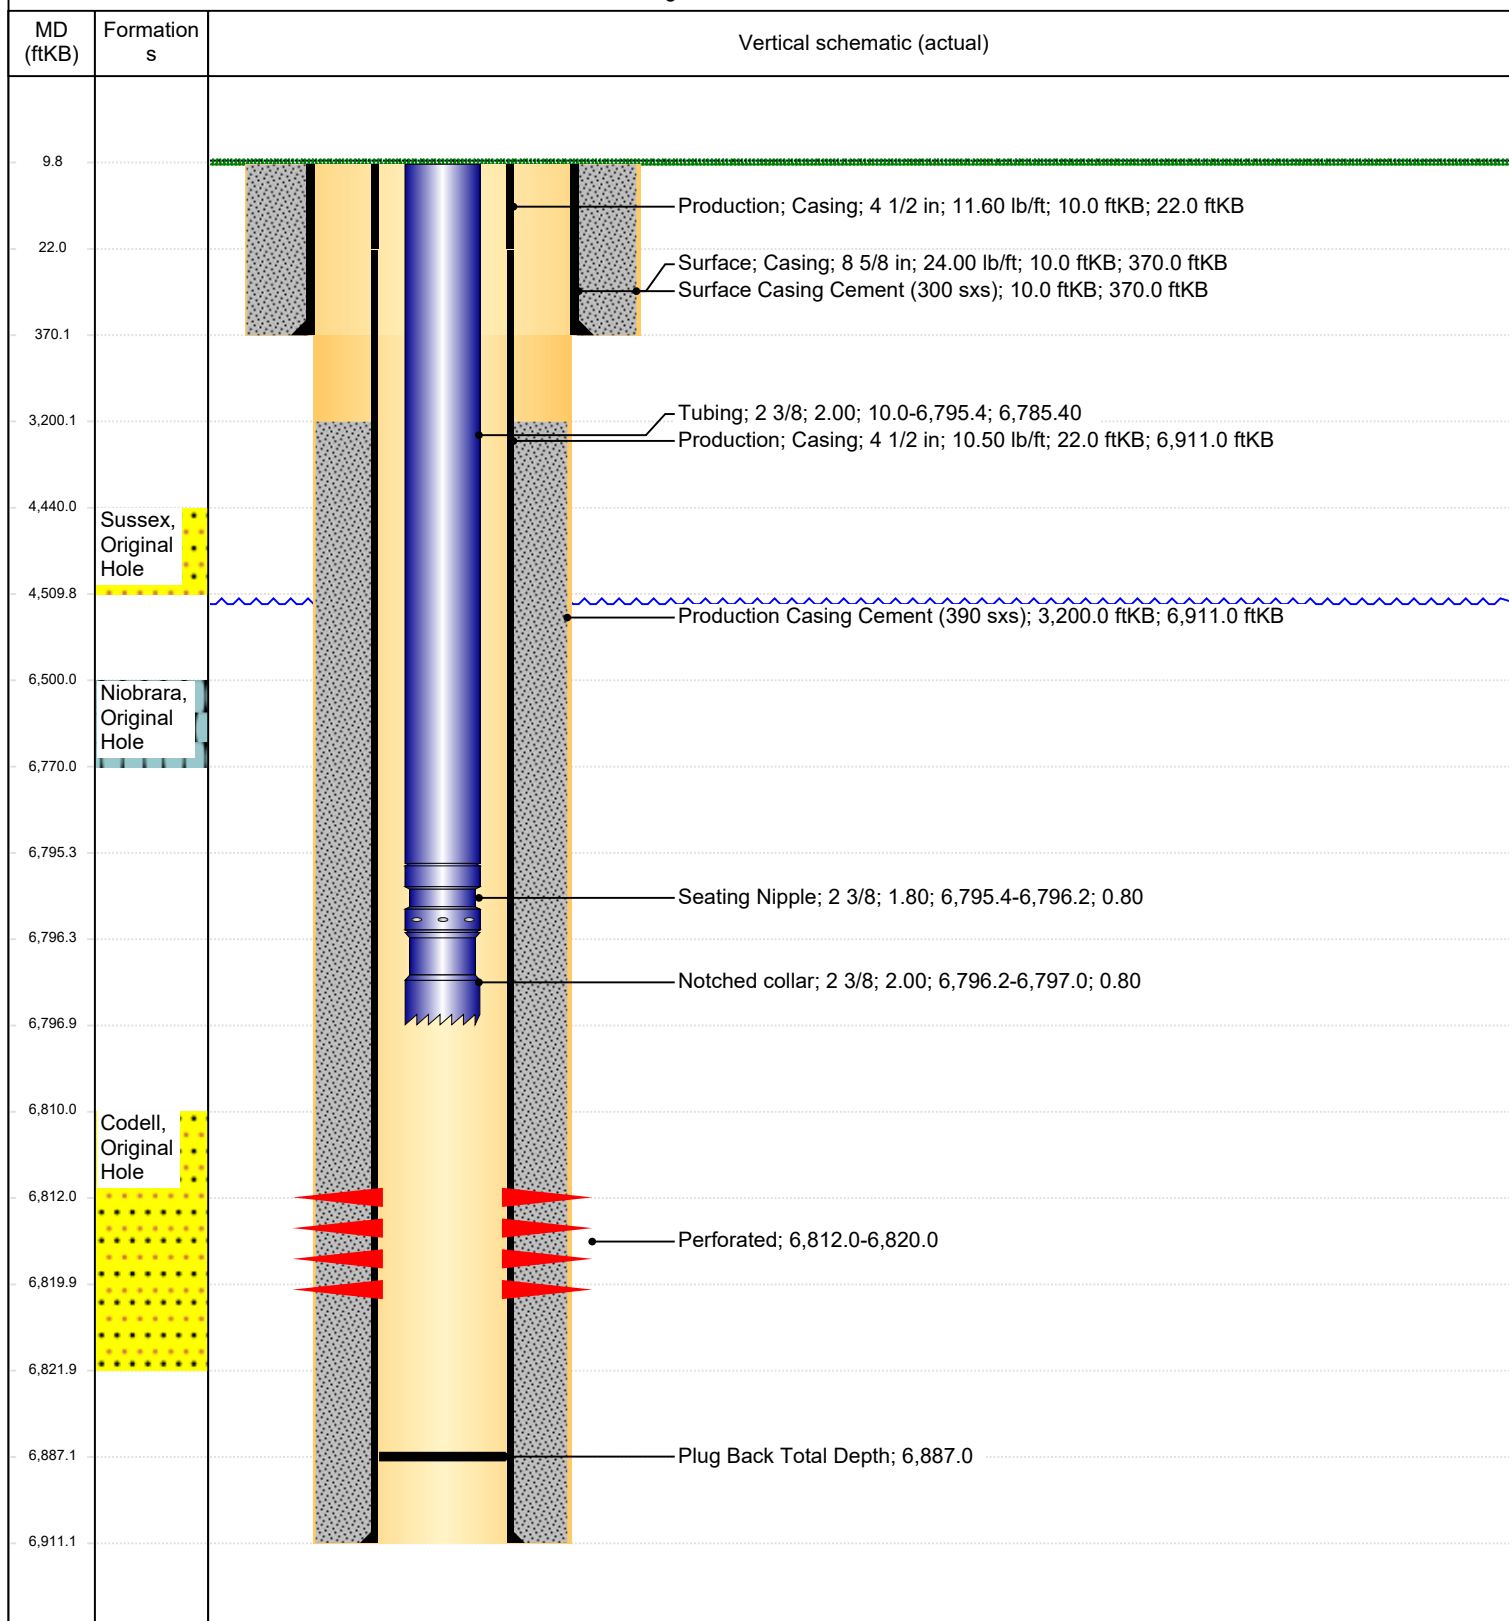 MD
(ftKB)
Formation
s
Vertical schematic (actual)
9.8
Production; Casing; 4 1/2 in; 11.60 lb/ft; 10.0 ftKB; 22.0 ftKB
22.0
Surface; Casing; 8 5/8 in; 24.00 lb/ft; 10.0 ftKB; 370.0 ftKB
Surface Casing Cement (300 sxs); 10.0 ftKB; 370.0 ftKB
370.1
Tubing; 2 3/8; 2.00; 10.0-6,795.4; 6,785.40
3,200.1
Production; Casing; 4 1/2 in; 10.50 lb/ft; 22.0 ftKB; 6,911.0 ftKB
4,440.0
Sussex,
Original
Hole
4,509.8
Production Casing Cement (390 sxs); 3,200.0 ftKB; 6,911.0 ftKB
6,500.0
Niobrara,
Original
Hole
6,770.0
6,795.3
Seating Nipple; 2 3/8; 1.80; 6,795.4-6,796.2; 0.80
6,796.3
Notched collar; 2 3/8; 2.00; 6,796.2-6,797.0; 0.80
6,796.9
6,810.0
Codell,
Original
Hole
6,812.0
Perforated; 6,812.0-6,820.0
6,819.9
6,821.9
6,887.1
Plug Back Total Depth; 6,887.0
6,911.1